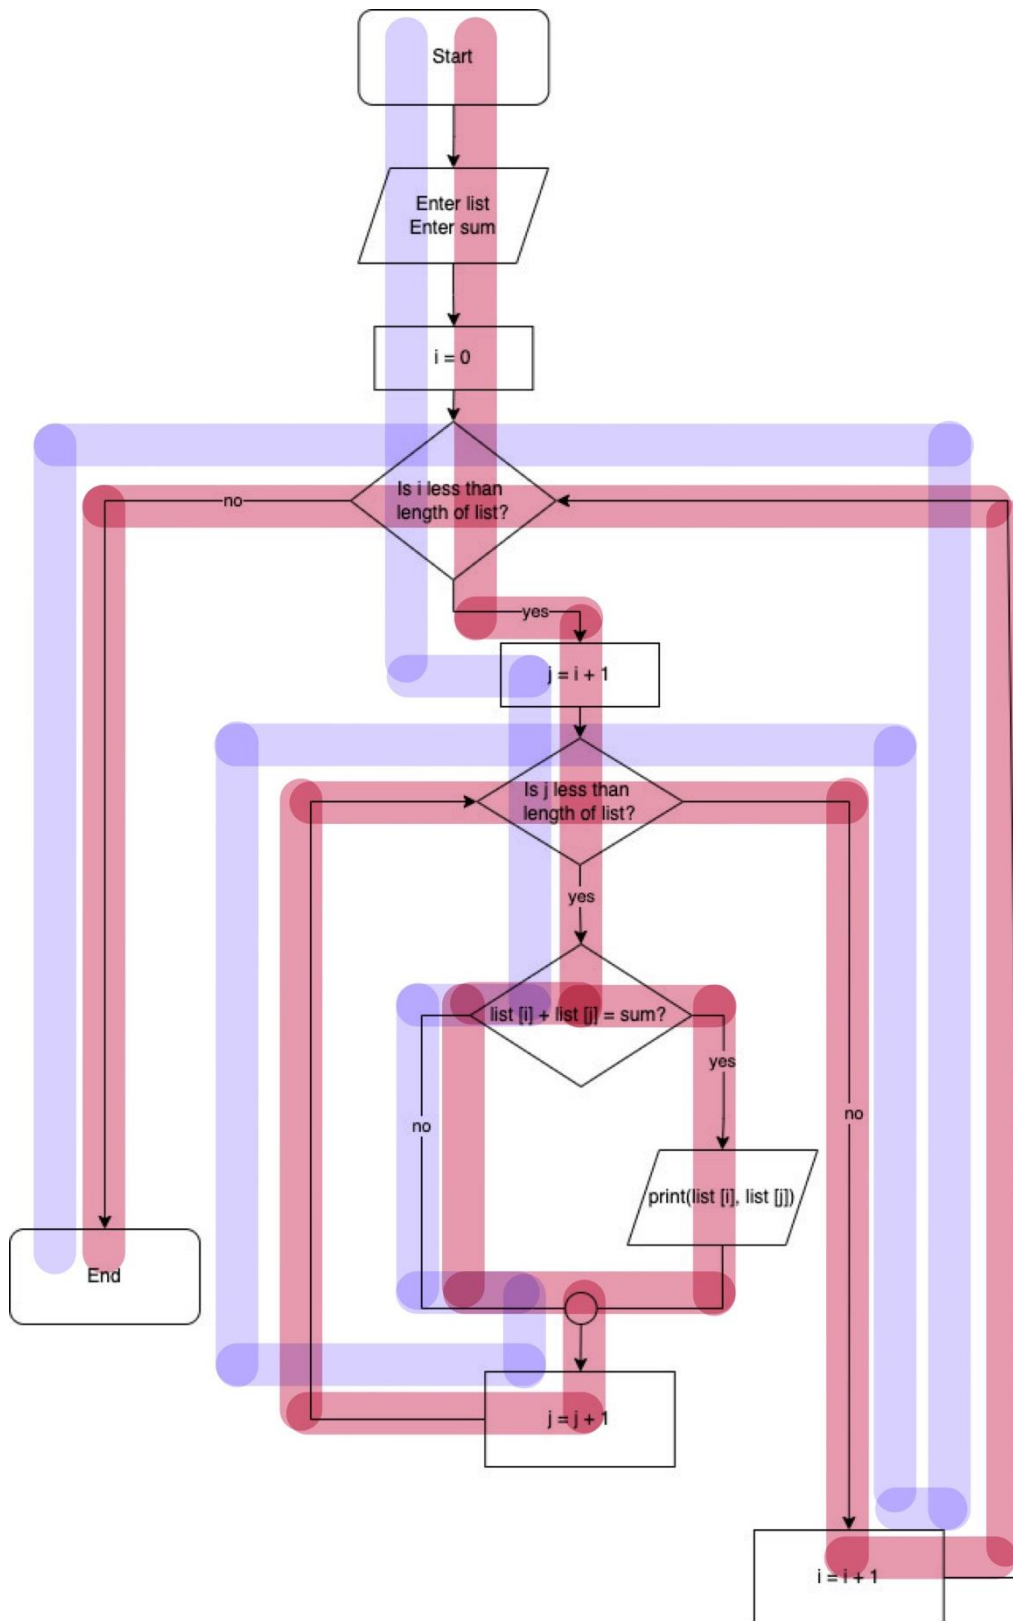 Start
Enter list
Enter sum
i = 0
Is i less than
length of list?
no
yes
j = i + 1
Is j less than
length of list?
yes
list [i] + list [j] = sum?
yes
no
no
print(list [i], list [j])
End
j = j + 1
i = i + 1